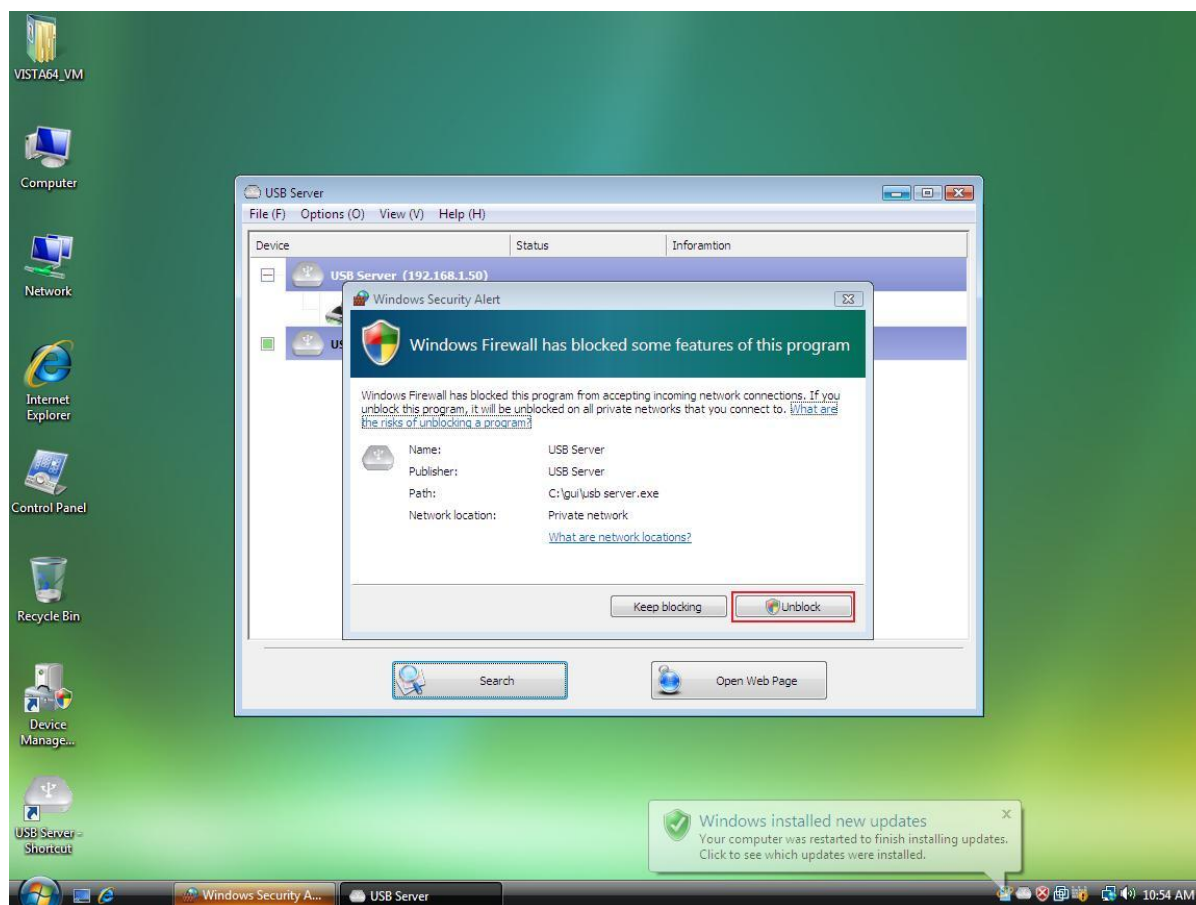 VISTA64_VM
Computer
Network
Internet
Explorer
Control Panel
Recycle Bin
Device
Manage...
USB Server -
Shortcut
USB Server
File (F) Options (O) View (V) Help (H)
Device Status Inforamtion
USB Server (192.168.1.50)
Windows Security Alert
Windows Firewall has blocked some features of this program
Windows Firewall has blocked this program from accepting incoming network connections. If you
unblock this program, it will be unblocked on all private networks that you connect to. What are
the risks of unblocking a program?
Name: USB Server
Publisher: USB Server
Path: C:\gui\usb server.exe
Network location: Private network
What are network locations?
Keep blocking Unblock
Search Open Web Page
Windows installed new updates
Your computer was restarted to finish installing updates.
Click to see which updates were installed.
Windows Security A... USB Server 10:54 AM